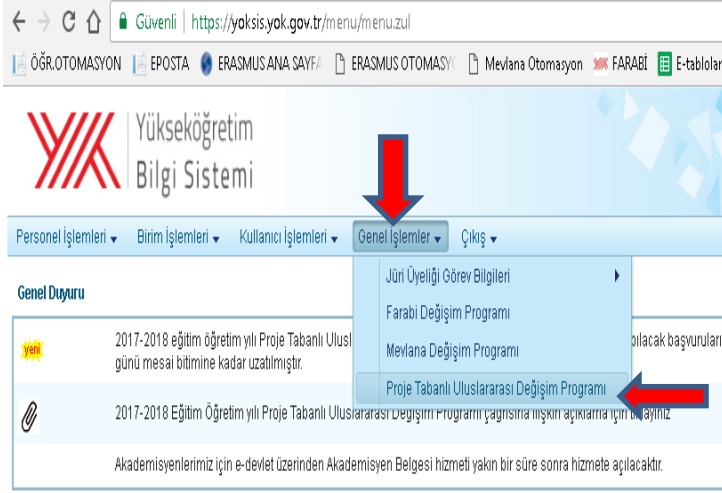 Güvenli | https://yoksis.yok.gov.tr/menu/menu.zul
ÖĞR.OTOMASYON EPOSTA ERASMUS ANA SAYFA ERASMUS OTOMASY Mevlana Otomasyon FARABİ E-tablolar
Yükseköğretim
Bilgi Sistemi
Personel İşlemleri Birim İşlemleri Kullanıcı İşlemleri Genel İşlemler Çıkış
Jüri Üyeliği Görev Bilgileri
Farabi Değişim Programı
Mevlana Değişim Programı
Proje Tabanlı Uluslararası Değişim Programı
Genel Duyuru
yeni
2017-2018 eğitim öğretim yılı Proje Tabanlı Ulusl pılacak başvuruları
günü mesai bitimine kadar uzatılmıştır.
2017-2018 Eğitim Öğretim yılı Proje Tabanlı Uluslararası Değişim Programı çağrısına ilişkin açıklama için tıklayınız
Akademisyenlerimiz için e-devlet üzerinden Akademisyen Belgesi hizmeti yakın bir süre sonra hizmete açılacaktır.